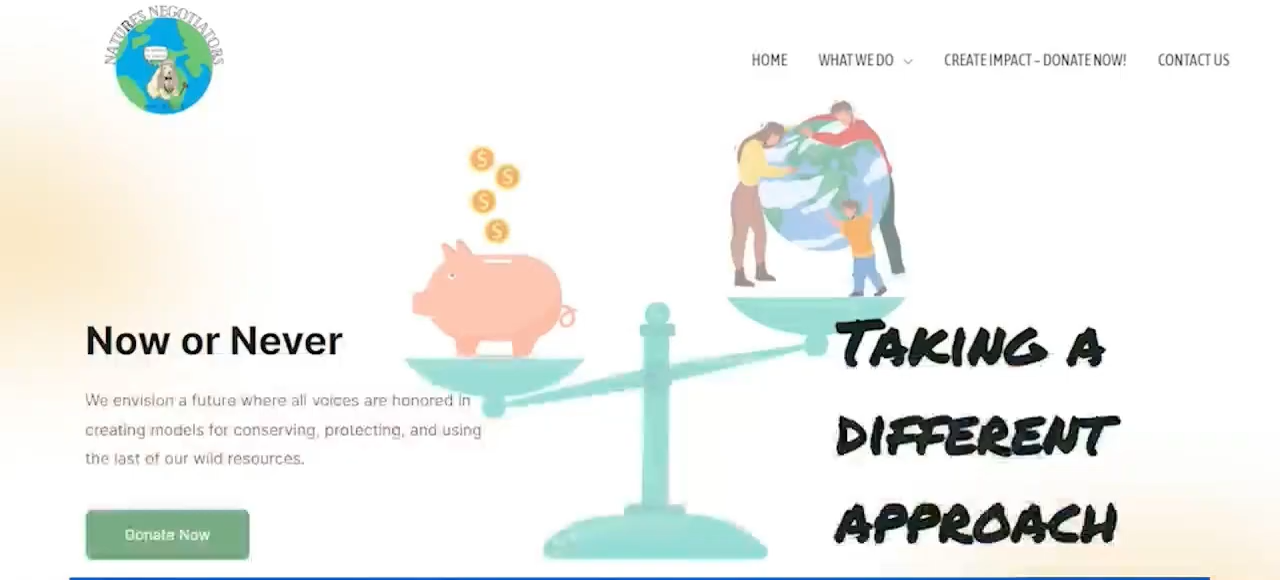 NATURES NEGOTIATORS
HOME
WHAT WE DO
CREATE IMPACT – DONATE NOW!
CONTACT US
$
$
$
$
Now or Never
We envision a future where all voices are honored in
creating models for conserving, protecting, and using
the last of our wild resources.
Donate Now
TAKING A
DIFFERENT
APPROACH